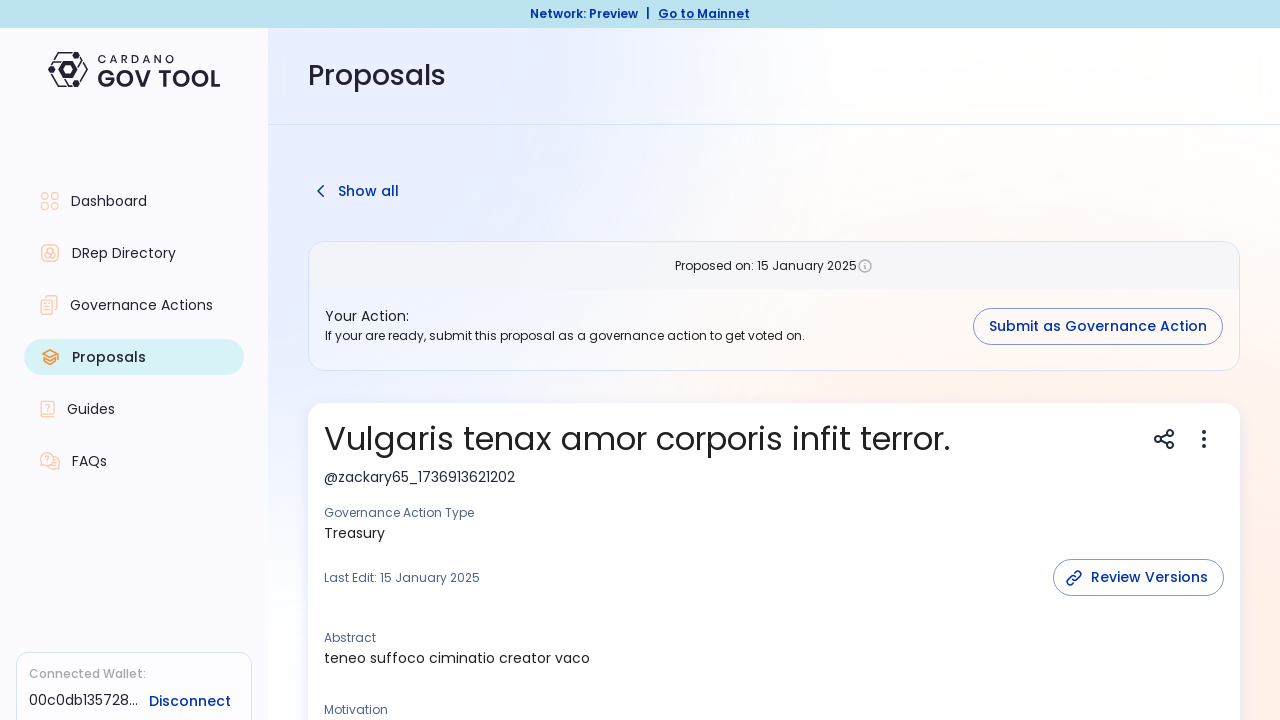 Network: Preview | Go to Mainnet
CARDANO
GOV TOOL
Proposals
Dashboard
DRep Directory
Governance Actions
Proposals
Guides
FAQs
Connected Wallet:
00c0db135728...
Disconnect
Show all
Proposed on: 15 January 2025
Your Action:
If your are ready, submit this proposal as a governance action to get voted on.
Submit as Governance Action
Vulgaris tenax amor corporis infit terror.
@zackary65_1736913621202
Governance Action Type
Treasury
Last Edit: 15 January 2025
Review Versions
Abstract
teneo suffoco ciminatio creator vaco
Motivation